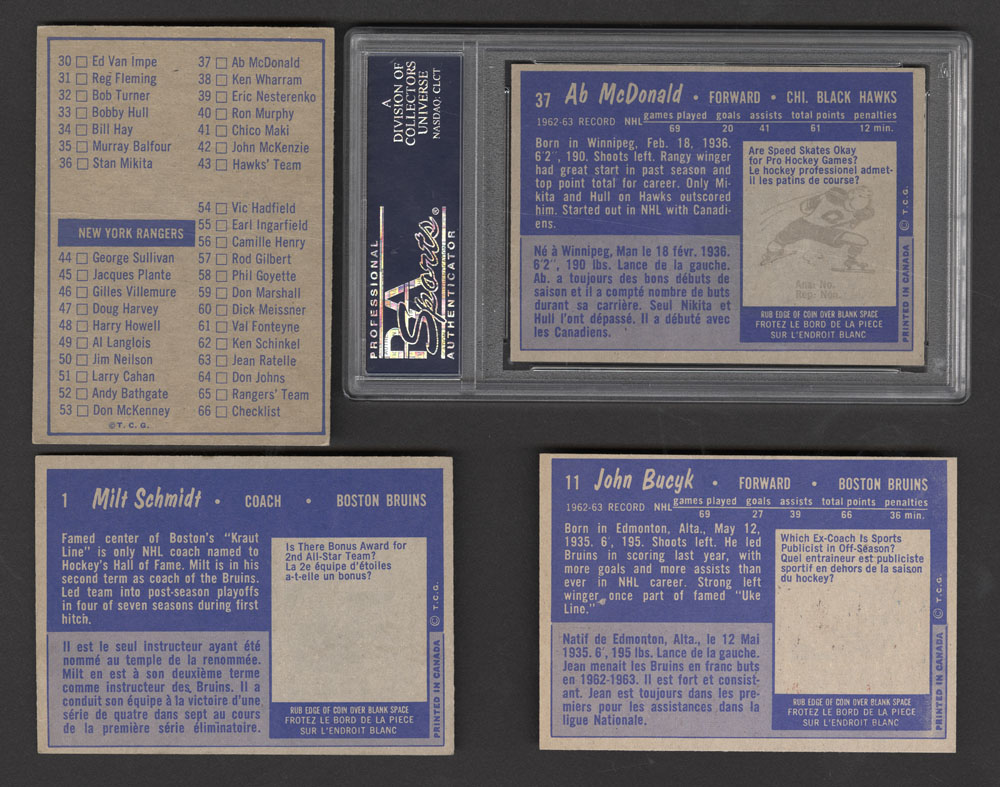 30 Ed Van Impe
31 Reg Fleming
32 Bob Turner
33 Bobby Hull
34 Bill Hay
35 Murray Balfour
36 Stan Mikita
NEW YORK RANGERS
44 George Sullivan
45 Jacques Plante
46 Gilles Villemure
47 Doug Harvey
48 Harry Howell
49 Al Langlois
50 Jim Neilson
51 Larry Cahan
52 Andy Bathgate
53 Don McKenney
37 Ab McDonald
38 Ken Wharram
39 Eric Nesterenko
40 Ron Murphy
41 Chico Maki
42 John McKenzie
43 Hawks' Team
54 Vic Hadfield
55 Earl Ingarfield
56 Camille Henry
57 Rod Gilbert
58 Phil Goyette
59 Don Marshall
60 Dick Meissner
61 Val Fonteyne
62 Ken Schinkel
63 Jean Ratelle
64 Don Johns
65 Rangers' Team
66 Checklist
© T. C. G.
A
DIVISION OF
COLLECTORS
UNIVERSE
NASDAQ: CLCT
PROFESSIONAL
PSA
Sports®
AUTHENTICATOR
37 Ab McDonald • FORWARD • CHI. BLACK HAWKS
1962-63 RECORD NHL games played goals assists total points penalties
69 20 41 61 12 min.
Born in Winnipeg, Feb. 18, 1936.
6'2", 190. Shoots left. Rangy winger
had great start in past season and
top point total for career. Only Mi-
kita and Hull on Hawks outscored
him. Started out in NHL with Canadi-
ens.
Né à Winnipeg, Man le 18 févr. 1936.
6'2", 190 lbs. Lance de la gauche.
Ab. a toujours des bons débuts de
saison et il a compté nombre de buts
durant sa carrière. Seul Nikita et
Hull l'ont dépassé. Il a débuté avec
les Canadiens.
Are Speed Skates Okay
for Pro Hockey Games?
Le hockey professionel admet-
il les patins de course?
Ans: No.
Rep: Non.
RUB EDGE OF COIN OVER BLANK SPACE
FROTEZ LE BORD DE LA PIECE
SUR L'ENDROIT BLANC
PRINTED IN CANADA © T.C.G.
1 Milt Schmidt • COACH • BOSTON BRUINS
Famed center of Boston's "Kraut
Line" is only NHL coach named to
Hockey's Hall of Fame. Milt is in his
second term as coach of the Bruins.
Led team into post-season playoffs
in four of seven seasons during first
hitch.
Il est le seul instructeur ayant été
nommé au temple de la renommée.
Milt en est à son deuxième terme
comme instructeur des Bruins. Il a
conduit son équipe à la victoire d'une
série de quatre dans sept au cours
de la première série éliminatoire.
Is There Bonus Award for
2nd All-Star Team?
La 2e équipe d'étoiles
a-t-elle un bonus?
RUB EDGE OF COIN OVER BLANK SPACE
FROTEZ LE BORD DE LA PIECE
SUR L'ENDROIT BLANC
PRINTED IN CANADA © T.C.G.
11 John Bucyk • FORWARD • BOSTON BRUINS
1962-63 RECORD NHL games played goals assists total points penalties
69 27 39 66 36 min.
Born in Edmonton, Alta., May 12,
1935. 6', 195. Shoots left. He led
Bruins in scoring last year, with
more goals and more assists than
ever in NHL career. Strong left
winger once part of famed "Uke
Line."
Natif de Edmonton, Alta., le 12 Mai
1935. 6', 195 lbs. Lance de la gauche.
Jean menait les Bruins en franc buts
en 1962-1963. Il est fort et consist-
ant. Jean est toujours dans les pre-
miers pour les assistances dans la
ligue Nationale.
Which Ex-Coach Is Sports
Publicist in Off-Season?
Quel entraineur est publiciste
sportif en dehors de la saison
du hockey?
RUB EDGE OF COIN OVER BLANK SPACE
FROTEZ LE BORD DE LA PIECE
SUR L'ENDROIT BLANC
PRINTED IN CANADA © T.C.G.